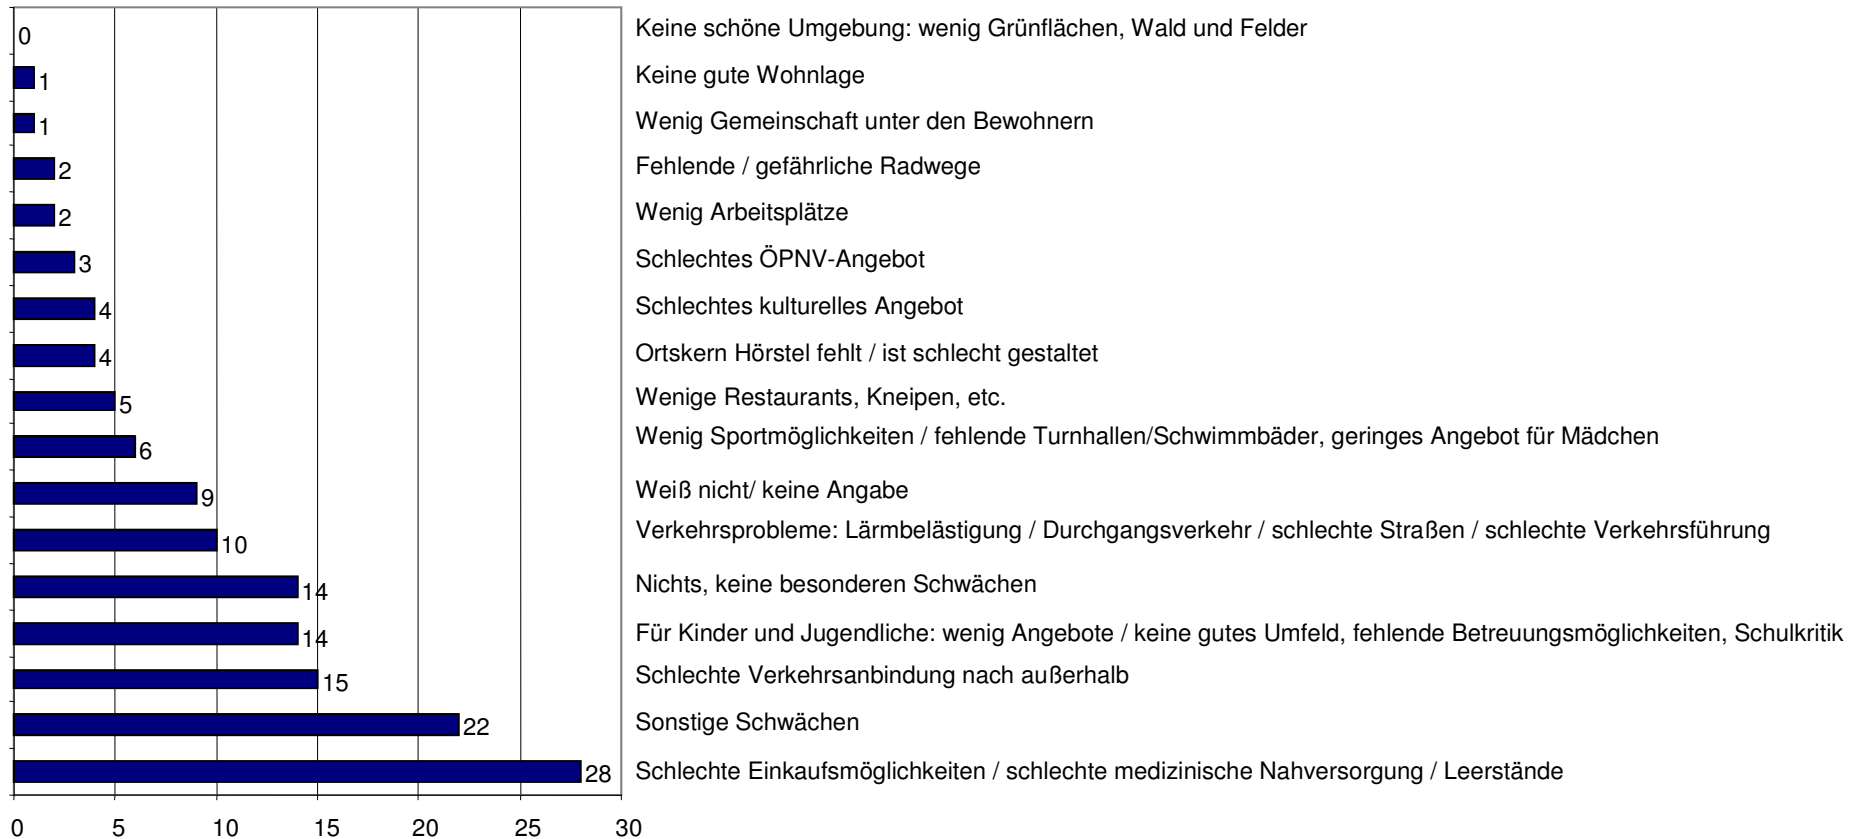 0 Keine schöne Umgebung: wenig Grünflächen, Wald und Felder
1 Keine gute Wohnlage
1 Wenig Gemeinschaft unter den Bewohnern
2 Fehlende / gefährliche Radwege
2 Wenig Arbeitsplätze
3 Schlechtes ÖPNV-Angebot
4 Schlechtes kulturelles Angebot
4 Ortskern Hörstel fehlt / ist schlecht gestaltet
5 Wenige Restaurants, Kneipen, etc.
6 Wenig Sportmöglichkeiten / fehlende Turnhallen/Schwimmbäder, geringes Angebot für Mädchen
9 Weiß nicht/ keine Angabe
10 Verkehrsprobleme: Lärmbelästigung / Durchgangsverkehr / schlechte Straßen / schlechte Verkehrsführung
14 Nichts, keine besonderen Schwächen
14 Für Kinder und Jugendliche: wenig Angebote / keine gutes Umfeld, fehlende Betreuungsmöglichkeiten, Schulkritik
15 Schlechte Verkehrsanbindung nach außerhalb
22 Sonstige Schwächen
28 Schlechte Einkaufsmöglichkeiten / schlechte medizinische Nahversorgung / Leerstände
0 5 10 15 20 25 30